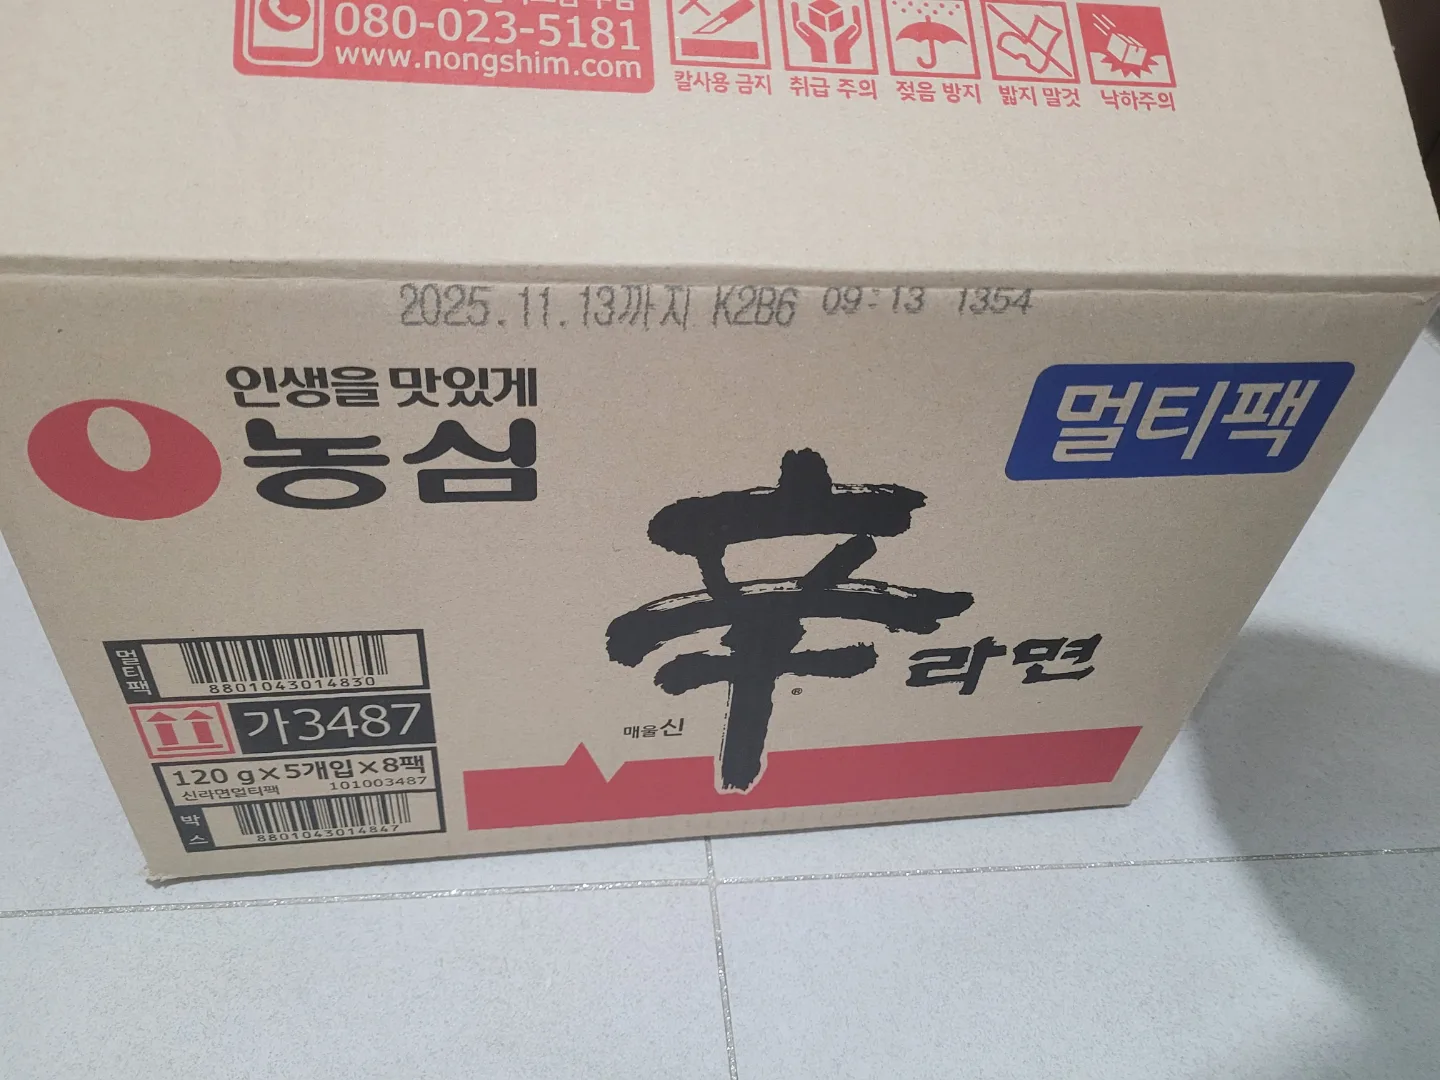 080-023-5181
www.nongshim.com
칼사용 금지 취급 주의 젖음 방지 밟지 말것 낙하주의
2025.11.13까지 K2B6 09:13 1354
인생을 맛있게
농심
멀티팩
辛라면
®
매울신
멀티팩
8801043014830
가3487
120 g×5개입×8팩
신라면멀티팩 101003487
박스
8801043014847